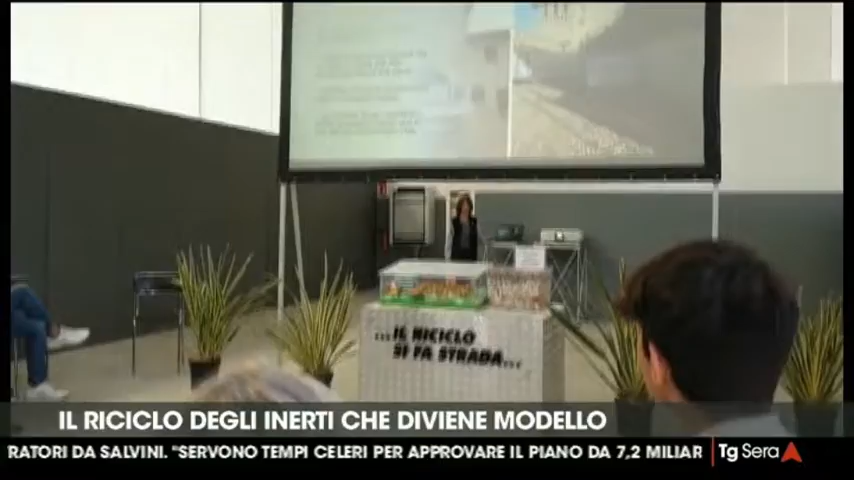 ...IL RICICLO
SI FA STRADA...
IL RICICLO DEGLI INERTI CHE DIVIENE MODELLO
RATORI DA SALVINI. "SERVONO TEMPI CELERI PER APPROVARE IL PIANO DA 7,2 MILIAR
Tg Sera